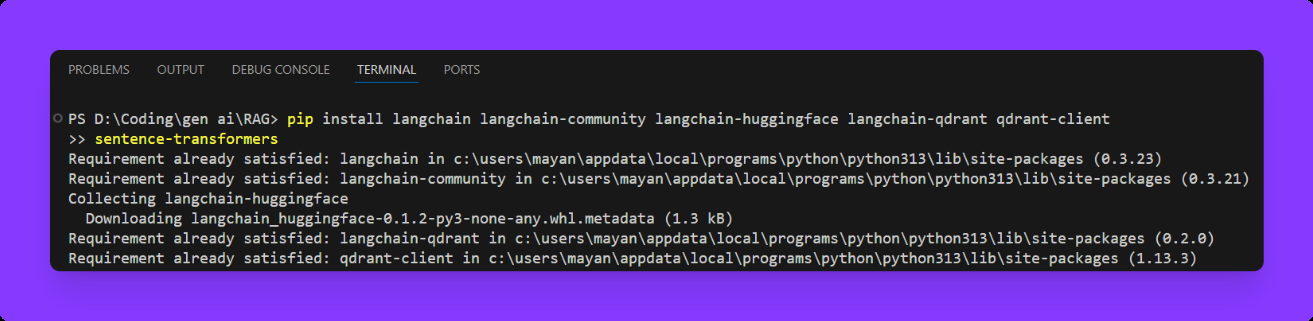 PROBLEMS OUTPUT DEBUG CONSOLE TERMINAL PORTS
PS D:\Coding\gen ai\RAG> pip install langchain langchain-community langchain-huggingface langchain-qdrant qdrant-client
>> sentence-transformers
Requirement already satisfied: langchain in c:\users\mayan\appdata\local\programs\python\python313\lib\site-packages (0.3.23)
Requirement already satisfied: langchain-community in c:\users\mayan\appdata\local\programs\python\python313\lib\site-packages (0.3.21)
Collecting langchain-huggingface
  Downloading langchain_huggingface-0.1.2-py3-none-any.whl.metadata (1.3 kB)
Requirement already satisfied: langchain-qdrant in c:\users\mayan\appdata\local\programs\python\python313\lib\site-packages (0.2.0)
Requirement already satisfied: qdrant-client in c:\users\mayan\appdata\local\programs\python\python313\lib\site-packages (1.13.3)